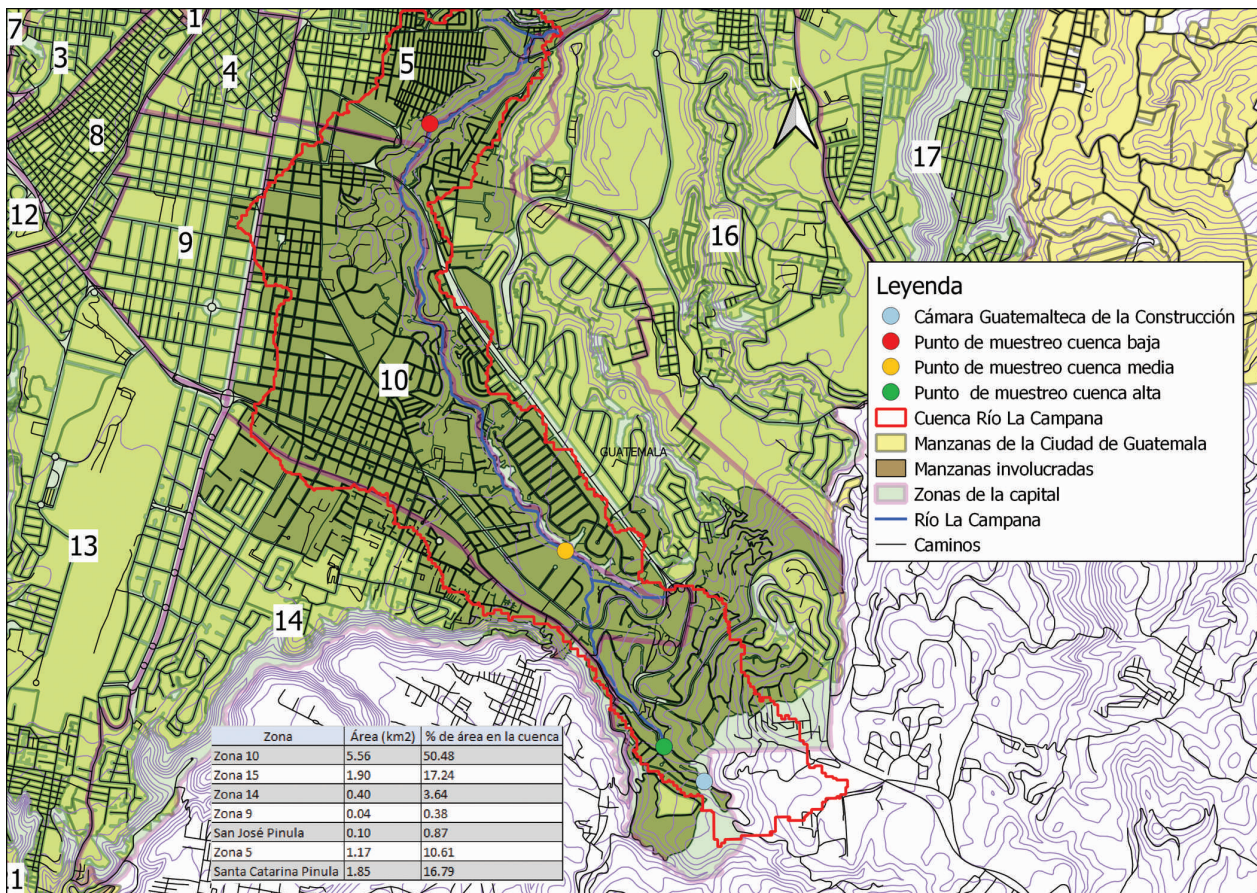 7
3
1
4
5
8
12
9
16
17
N
10
GUATEMALA
13
14
1
Leyenda
Cámara Guatemalteca de la Construcción
Punto de muestreo cuenca baja
Punto de muestreo cuenca media
Punto de muestreo cuenca alta
Cuenca Río La Campana
Manzanas de la Ciudad de Guatemala
Manzanas involucradas
Zonas de la capital
Río La Campana
Caminos
Zona Área (km2) % de área en la cuenca
Zona 10 5.56 50.48
Zona 15 1.90 17.24
Zona 14 0.40 3.64
Zona 9 0.04 0.38
San José Pinula 0.10 0.87
Zona 5 1.17 10.61
Santa Catarina Pinula 1.85 16.79